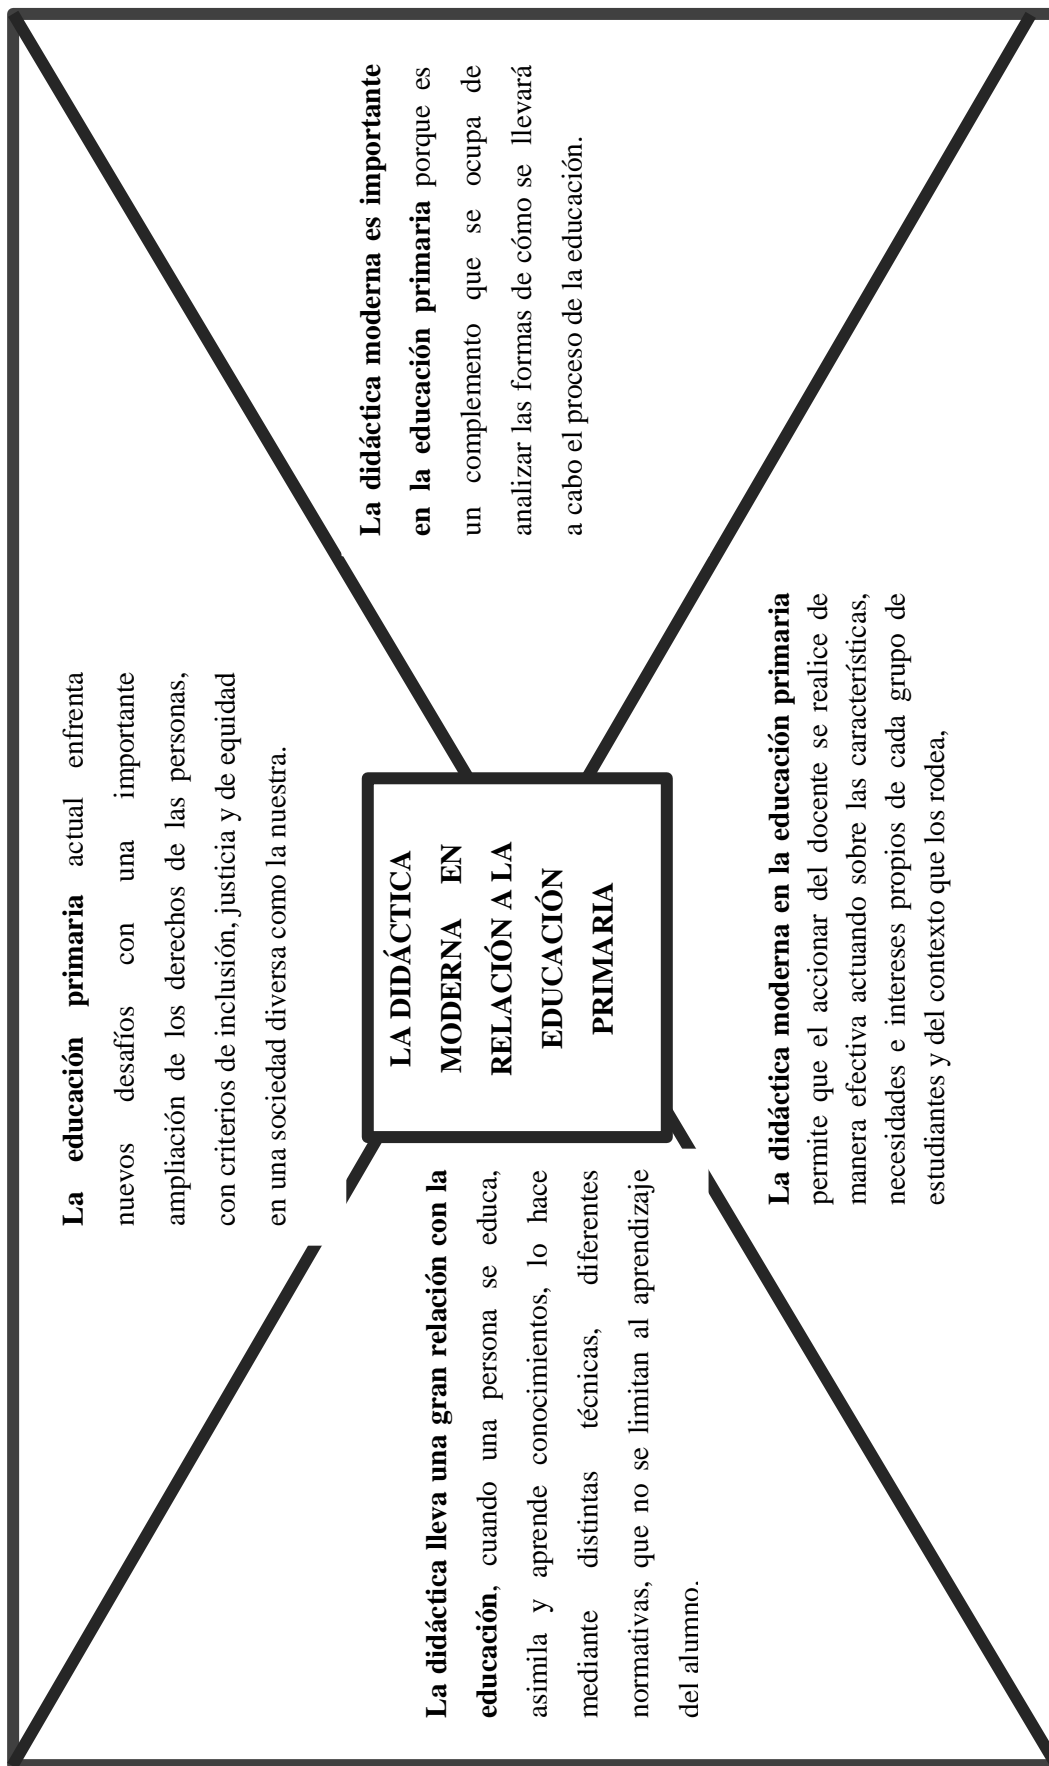 La educación primaria actual enfrenta
nuevos desafíos con una importante
ampliación de los derechos de las personas,
con criterios de inclusión, justicia y de equidad
en una sociedad diversa como la nuestra.
La didáctica lleva una gran relación con la
educación, cuando una persona se educa,
asimila y aprende conocimientos, lo hace
mediante distintas técnicas, diferentes
normativas, que no se limitan al aprendizaje
del alumno.
LA DIDÁCTICA
MODERNA EN
RELACIÓN A LA
EDUCACIÓN
PRIMARIA
La didáctica moderna es importante
en la educación primaria porque es
un complemento que se ocupa de
analizar las formas de cómo se llevará
a cabo el proceso de la educación.
La didáctica moderna en la educación primaria
permite que el accionar del docente se realice de
manera efectiva actuando sobre las características,
necesidades e intereses propios de cada grupo de
estudiantes y del contexto que los rodea,